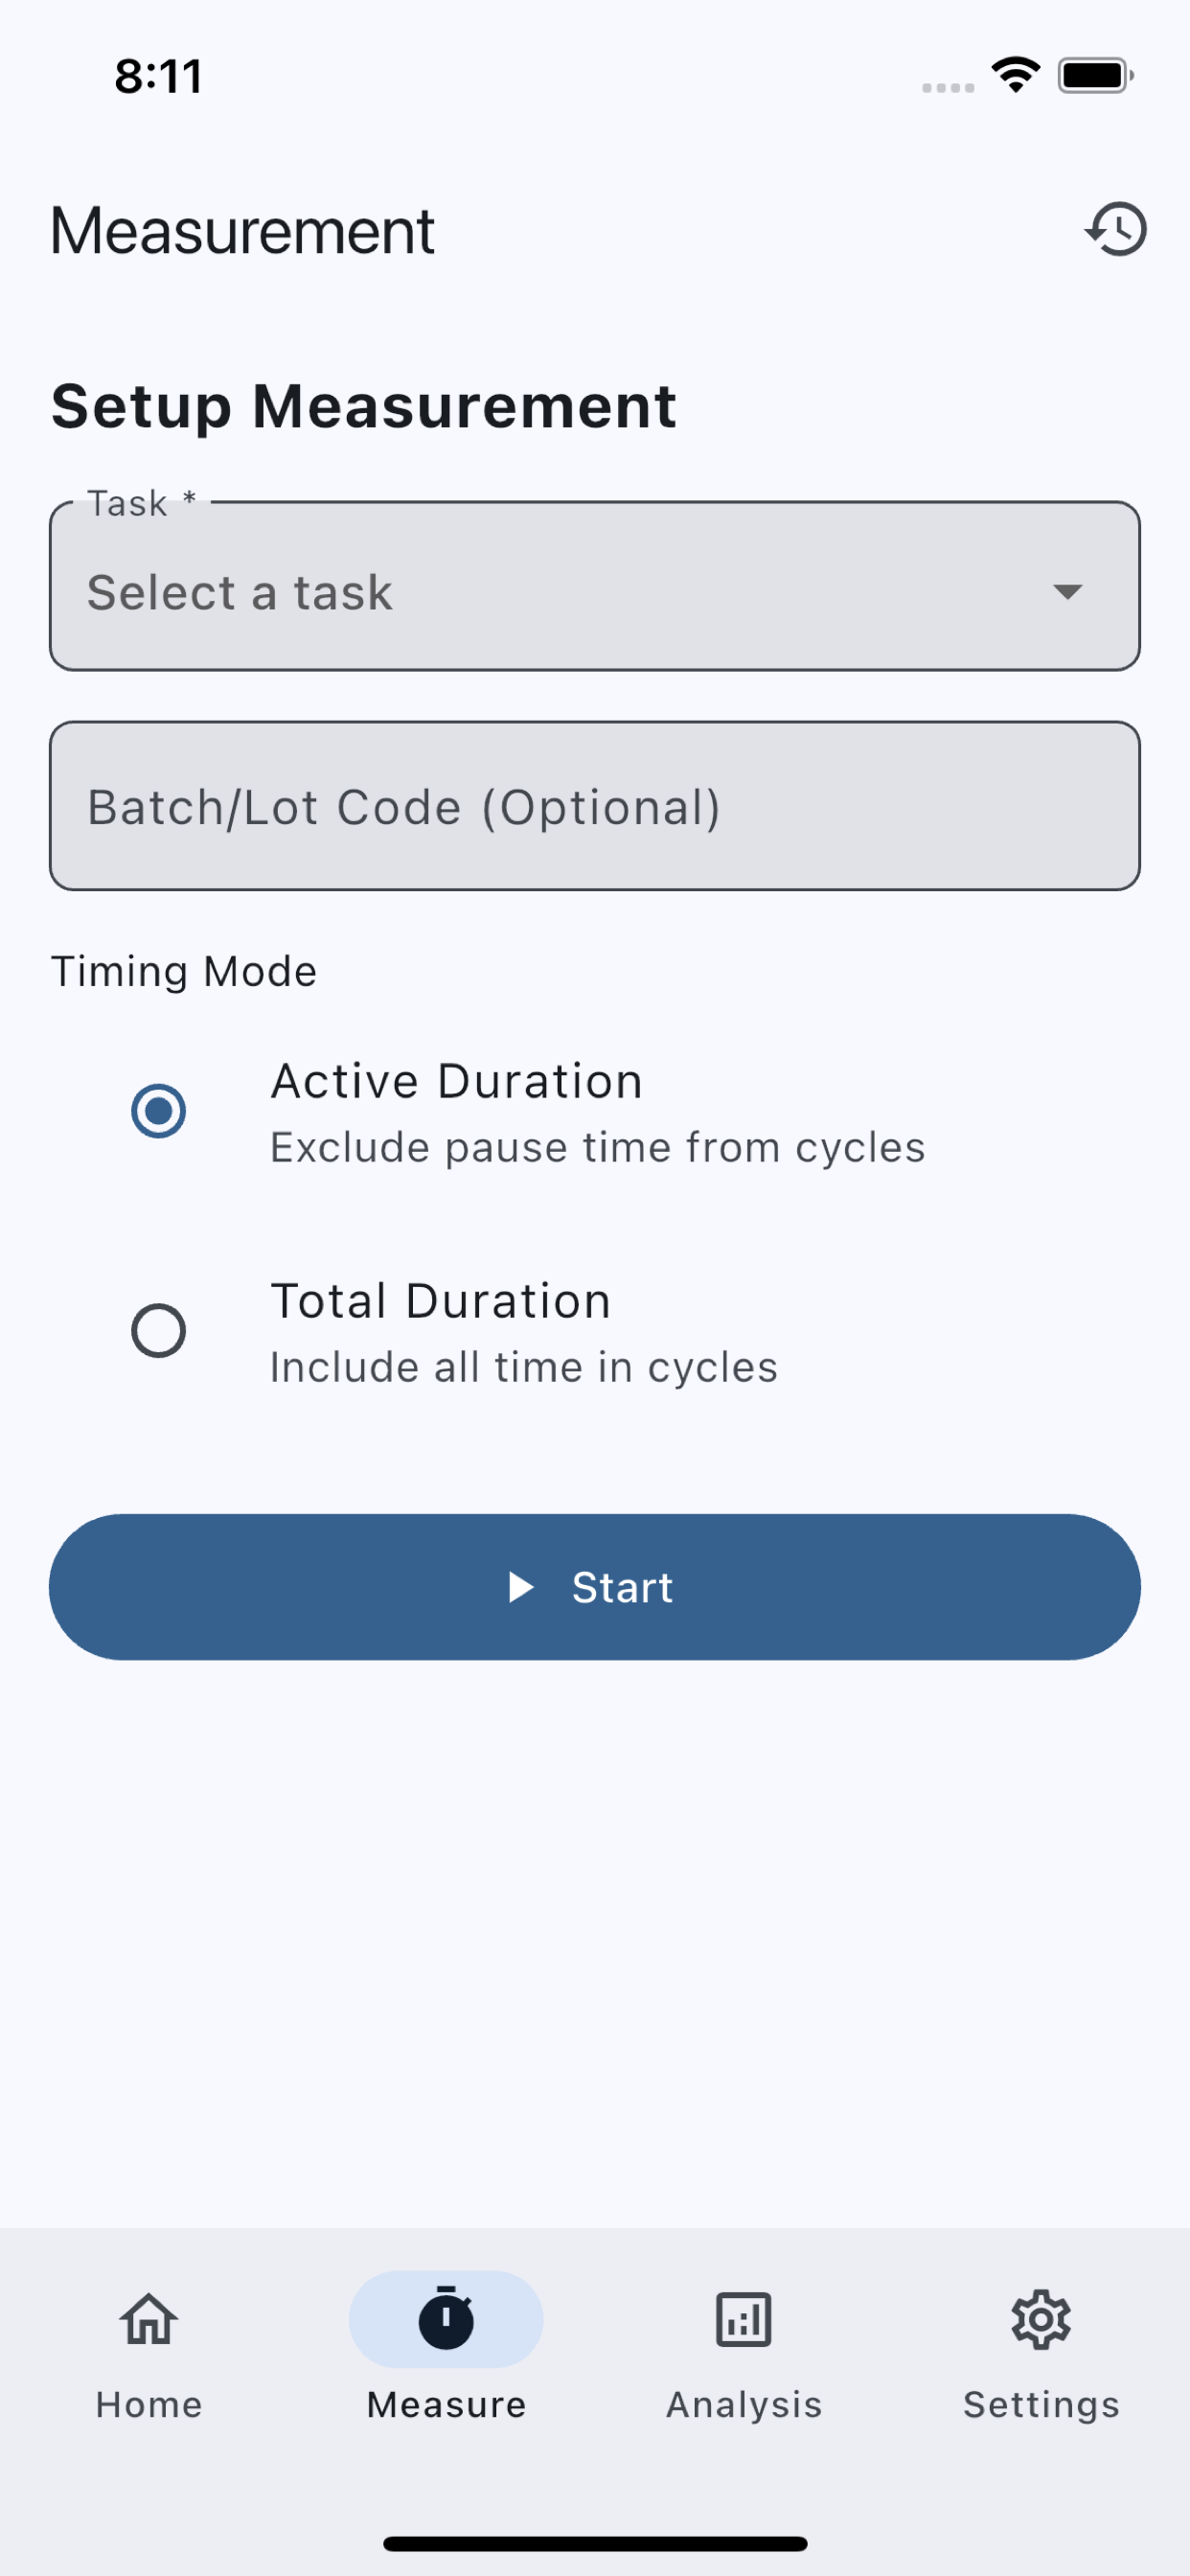 8:11
Measurement
Setup Measurement
Task *
Select a task
Batch/Lot Code (Optional)
Timing Mode
Active Duration
Exclude pause time from cycles
Total Duration
Include all time in cycles
Start
Home
Measure
Analysis
Settings